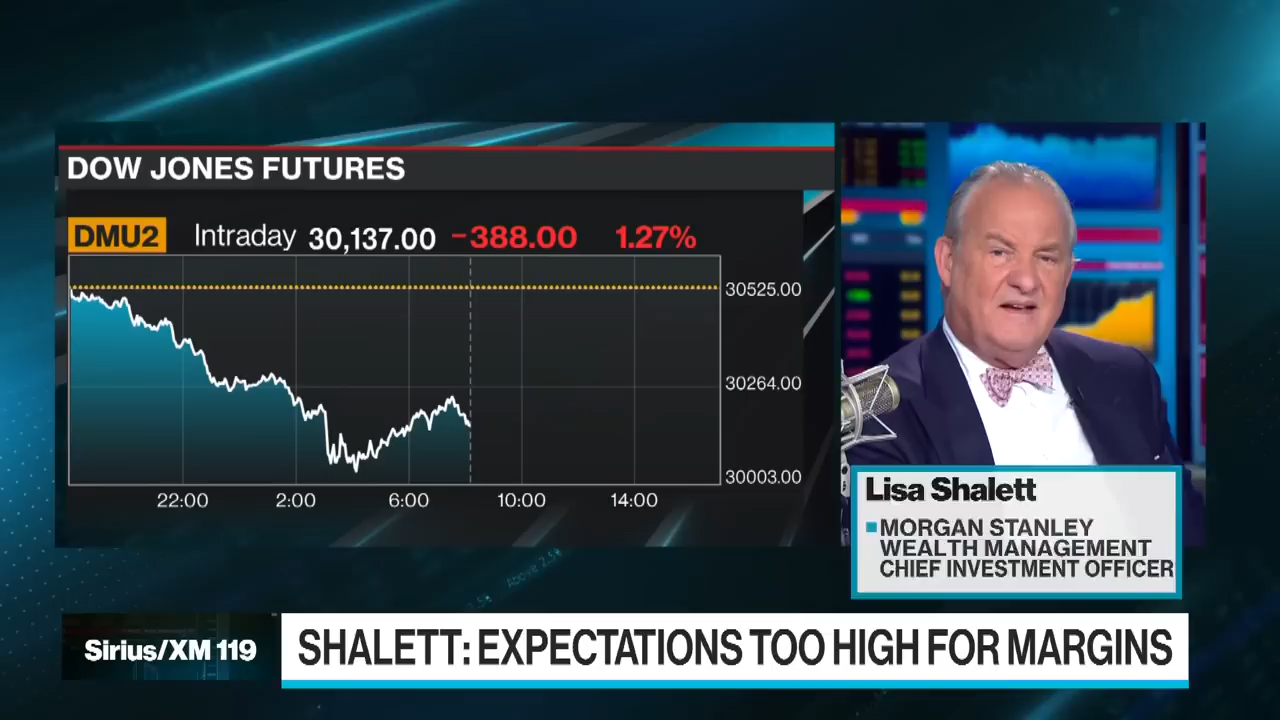 DOW JONES FUTURES
DMU2 Intraday 30,137.00 -388.00 1.27%
30525.00
30264.00
30003.00
22:00 2:00 6:00 10:00 14:00
Lisa Shalett
MORGAN STANLEY
WEALTH MANAGEMENT
CHIEF INVESTMENT OFFICER
Sirius/XM 119
SHALETT: EXPECTATIONS TOO HIGH FOR MARGINS